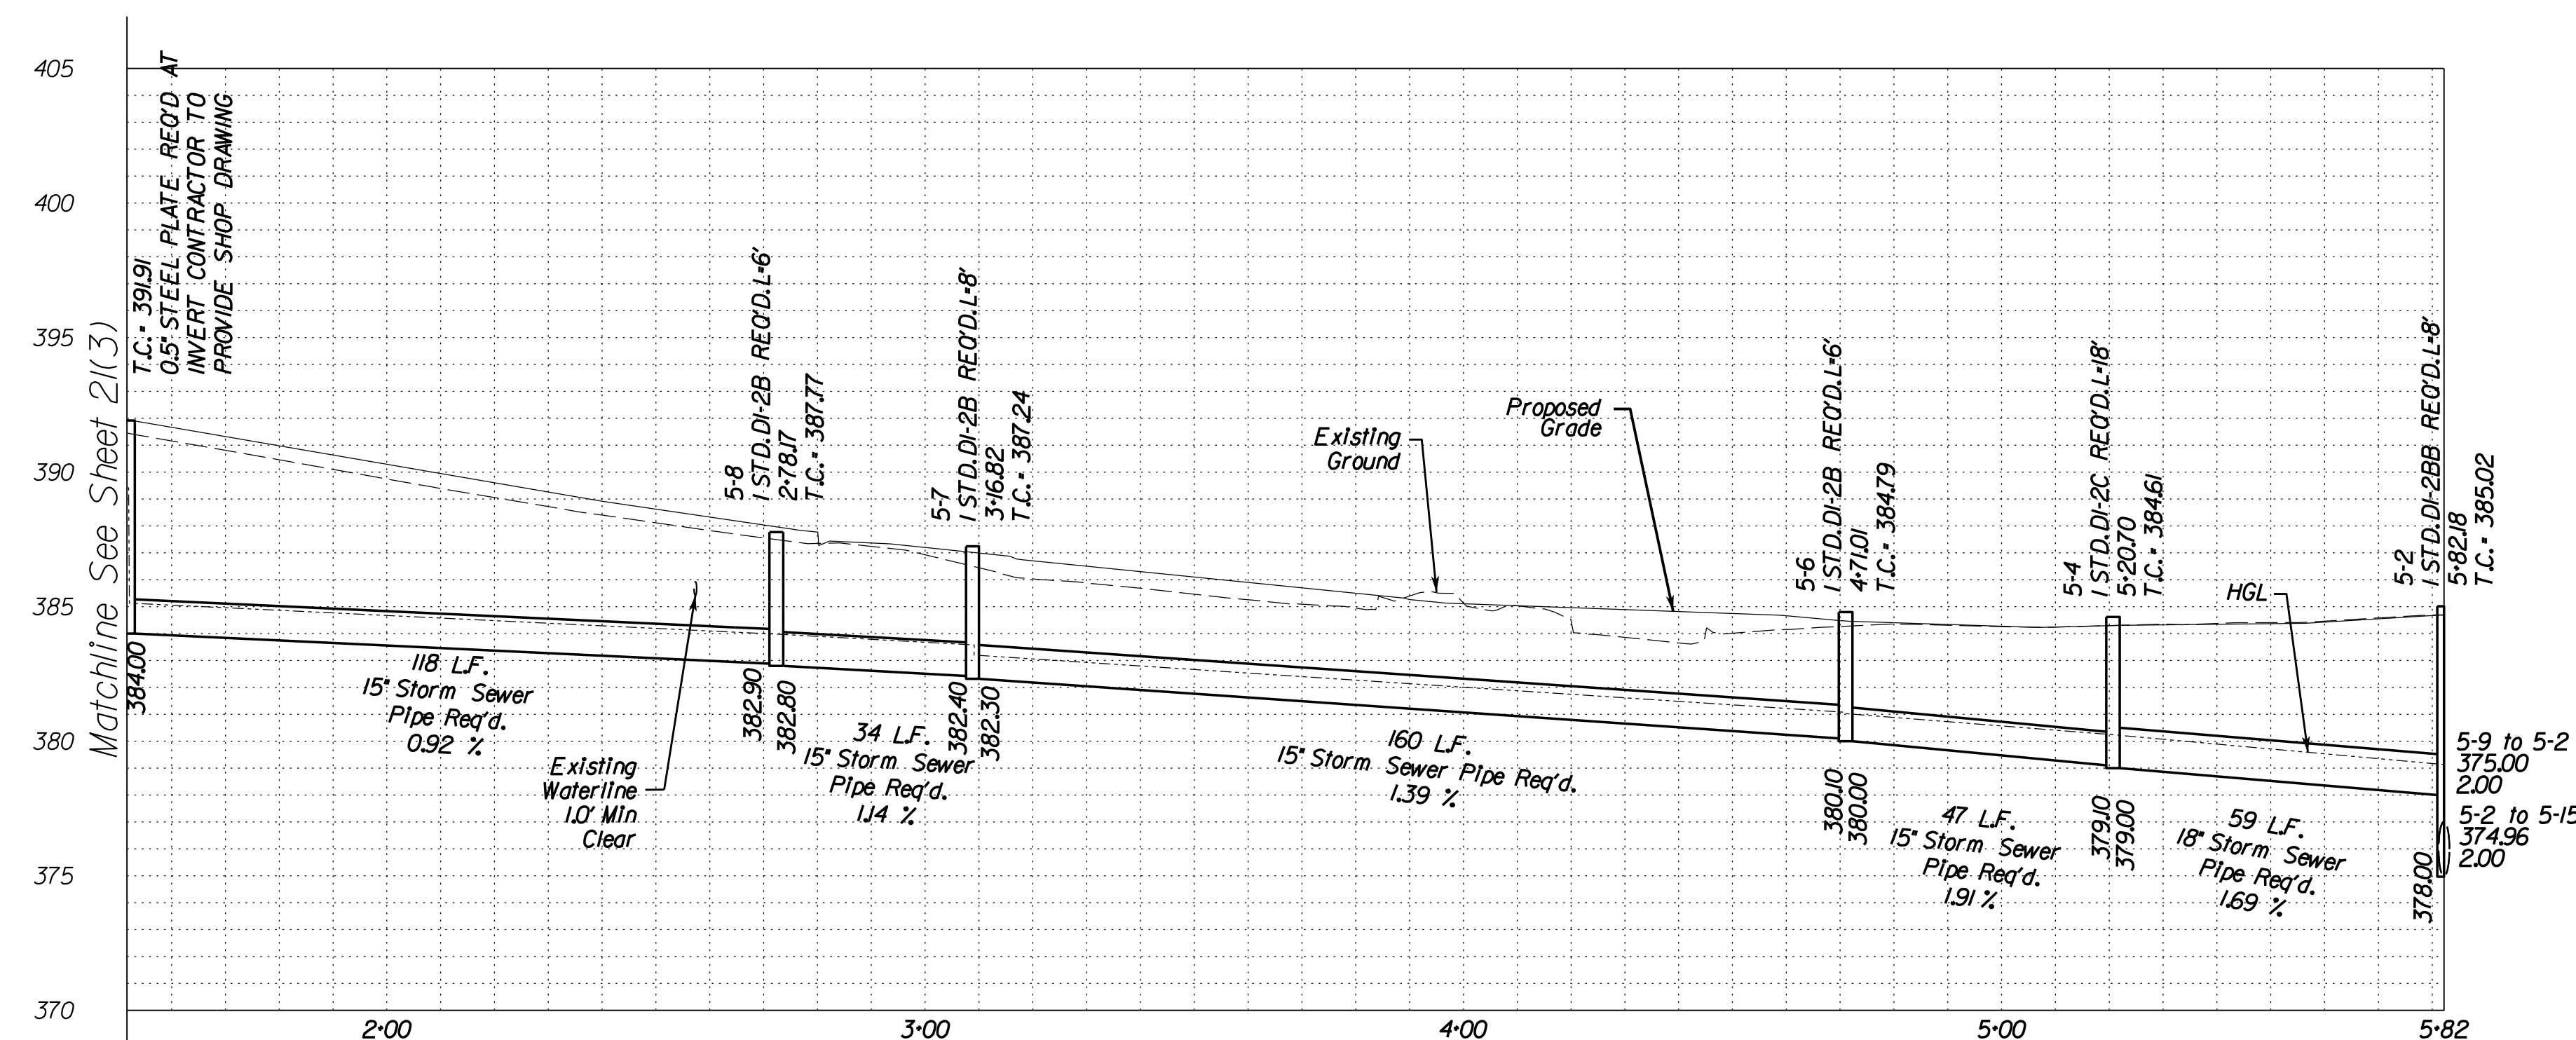 405
400
395
390
385
380
375
370
Matchline See Sheet 21(3)
T.C.= 391.91
0.5" STEEL PLATE REQ'D AT
INVERT CONTRACTOR TO
PROVIDE SHOP DRAWING
384.00
118 L.F.
15" Storm Sewer
Pipe Req'd.
0.92 %
Existing
Waterline
1.0' Min
Clear
5-8
1 STD. DI-2B REQ'D. L=6'
2+78.17
T.C.= 387.77
382.90
382.80
34 L.F.
15" Storm Sewer
Pipe Req'd.
1.14 %
5-7
1 STD. DI-2B REQ'D. L=8'
3+16.82
T.C.= 387.24
382.40
382.30
Existing
Ground
Proposed
Grade
160 L.F.
15" Storm Sewer Pipe Req'd.
1.39 %
5-6
1 STD. DI-2B REQ'D. L=6'
4+71.01
T.C.= 384.79
380.10
380.00
47 L.F.
15" Storm Sewer
Pipe Req'd.
1.91 %
5-4
1 STD. DI-2C REQ'D. L=18'
5+20.70
T.C.= 384.61
379.10
379.00
HGL
59 L.F.
18" Storm Sewer
Pipe Req'd.
1.69 %
5-2
1 STD. DI-2BB REQ'D. L=8'
5+82.18
T.C.= 385.02
378.00
5-9 to 5-2
375.00
2.00
5-2 to 5-15
374.96
2.00
2+00
3+00
4+00
5+00
5+82